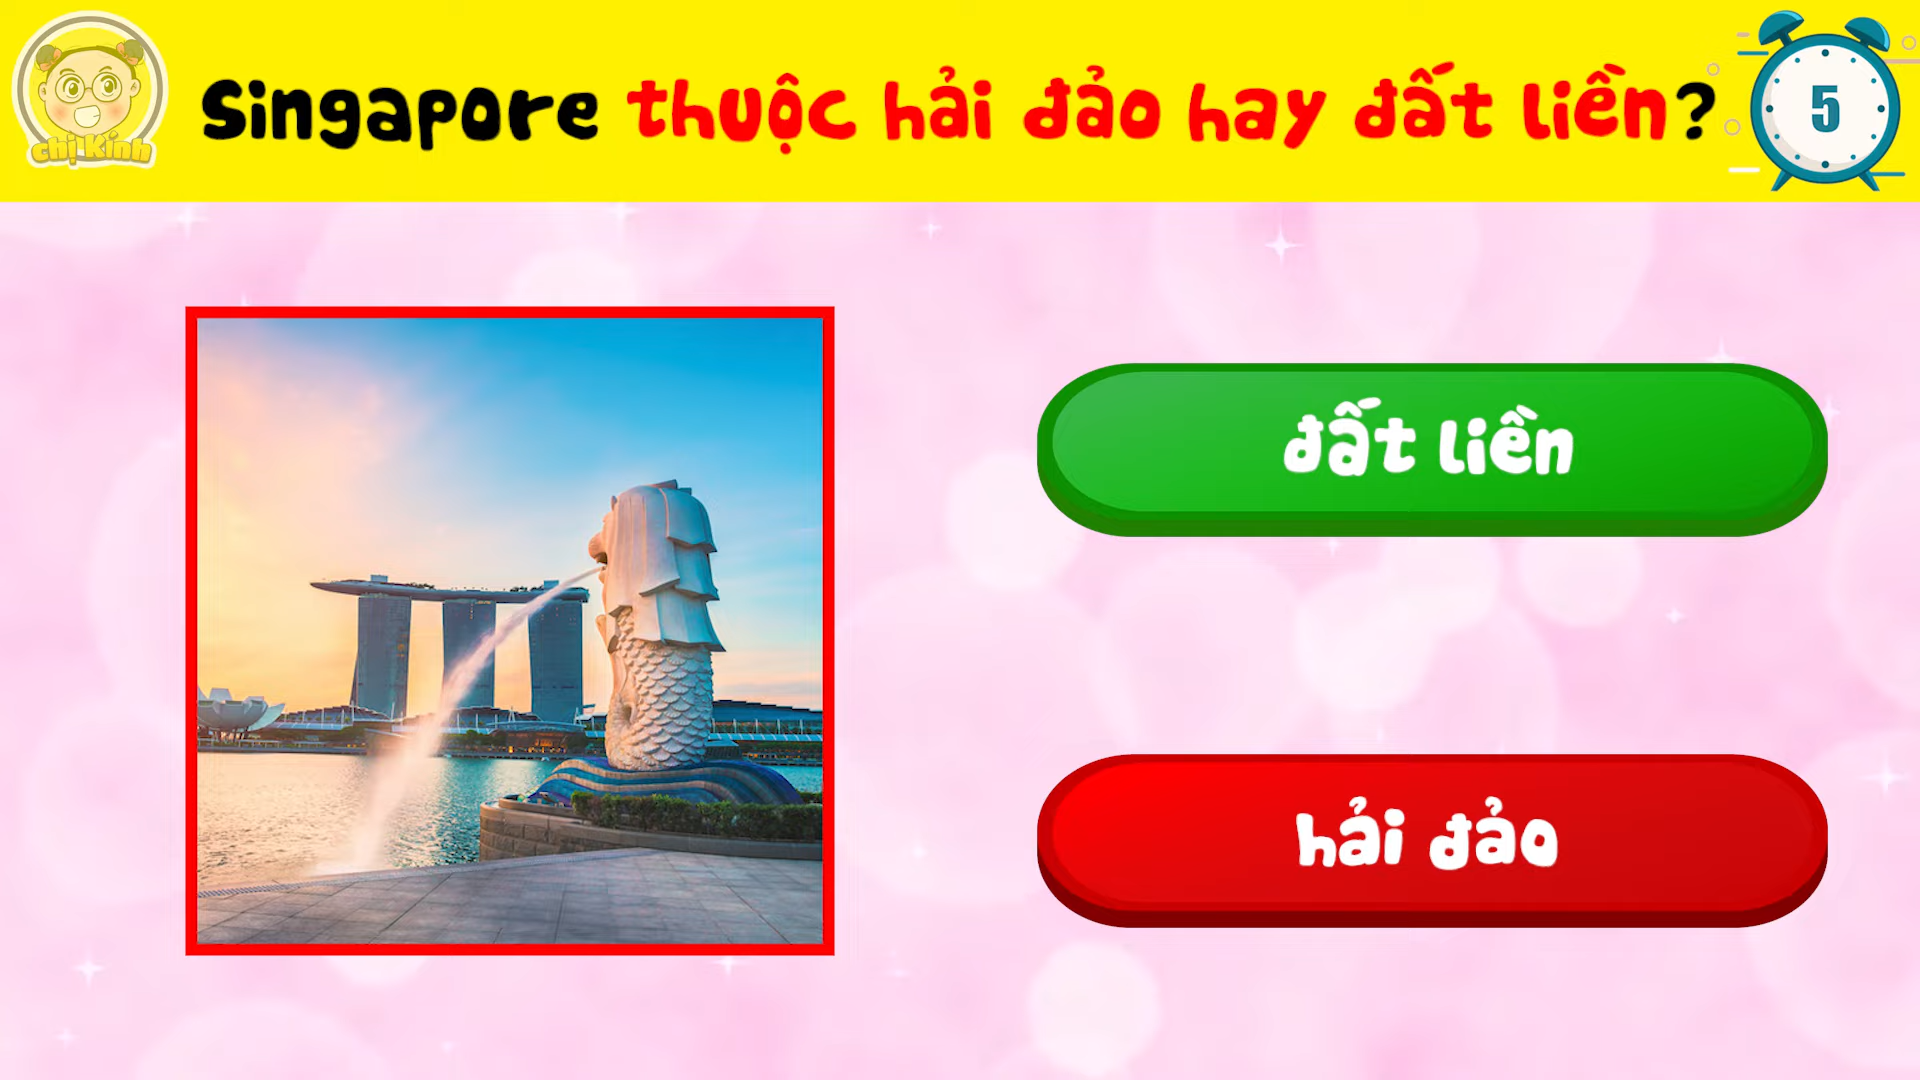 chị Kính
Singapore thuộc hải đảo hay đất liền?
5
đất liền
hải đảo